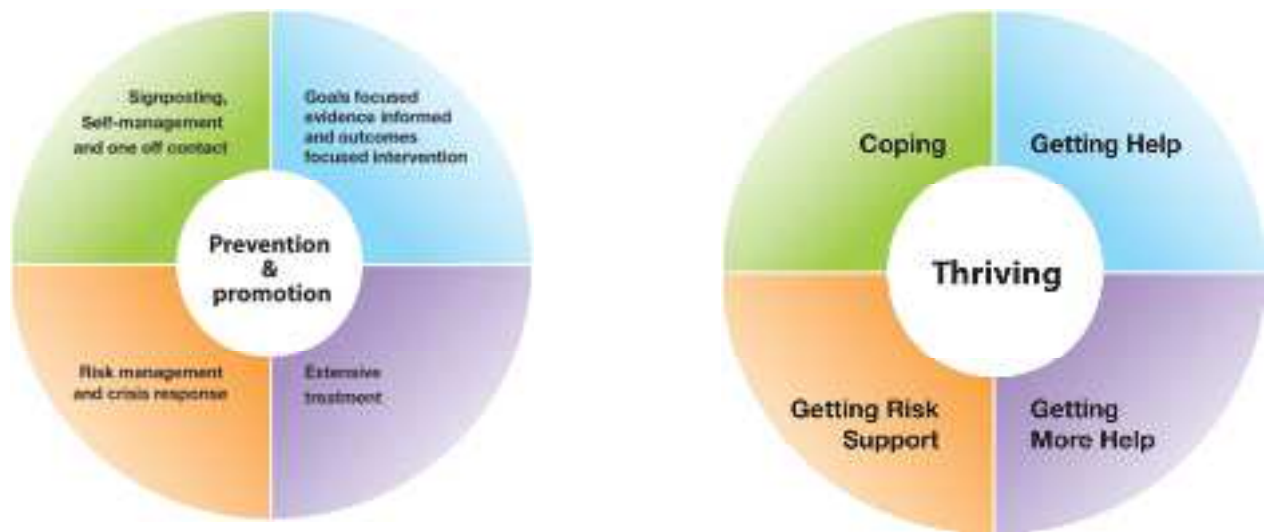 Signposting,
Self-management
and one off contact
Goals focused
evidence informed
and outcomes
focused intervention
Prevention
&
promotion
Risk management
and crisis response
Extensive
treatment
Coping
Getting Help
Thriving
Getting Risk
Support
Getting
More Help